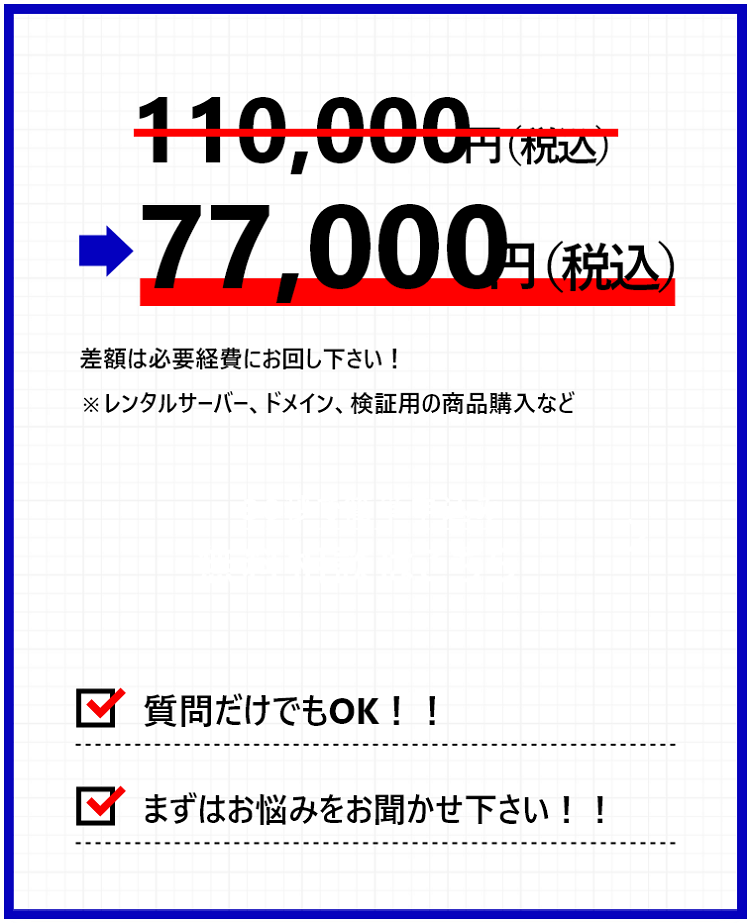 110,000円（税込）
77,000円（税込）
差額は必要経費にお回し下さい！
※レンタルサーバー、ドメイン、検証用の商品購入など
質問だけでもOK！！
まずはお悩みをお聞かせ下さい！！